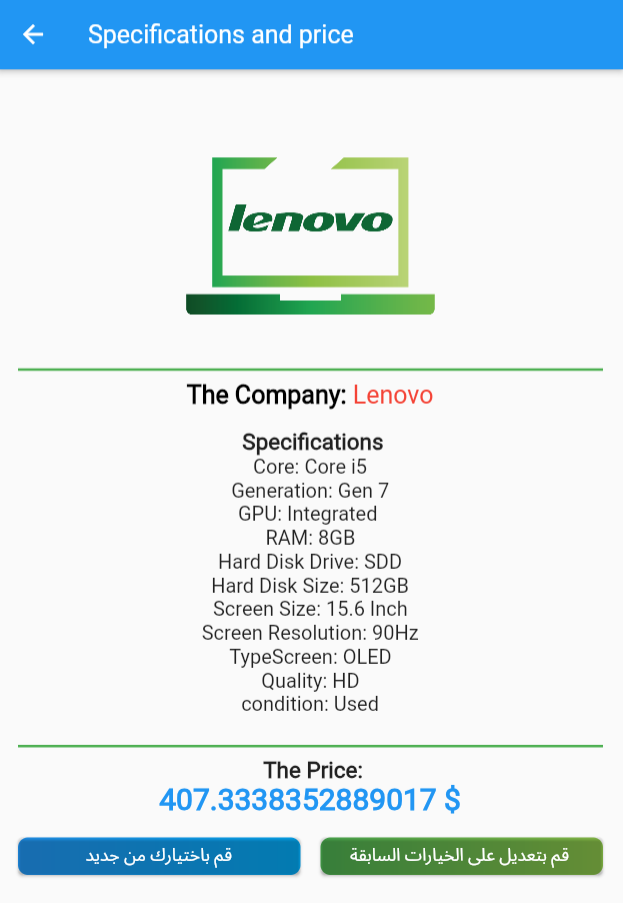 Specifications and price
lenovo
The Company: Lenovo
Specifications
Core: Core i5
Generation: Gen 7
GPU: Integrated
RAM: 8GB
Hard Disk Drive: SDD
Hard Disk Size: 512GB
Screen Size: 15.6 Inch
Screen Resolution: 90Hz
TypeScreen: OLED
Quality: HD
condition: Used
The Price:
407.3338352889017 $
قم باختيارك من جديد
قم بتعديل على الخيارات السابقة